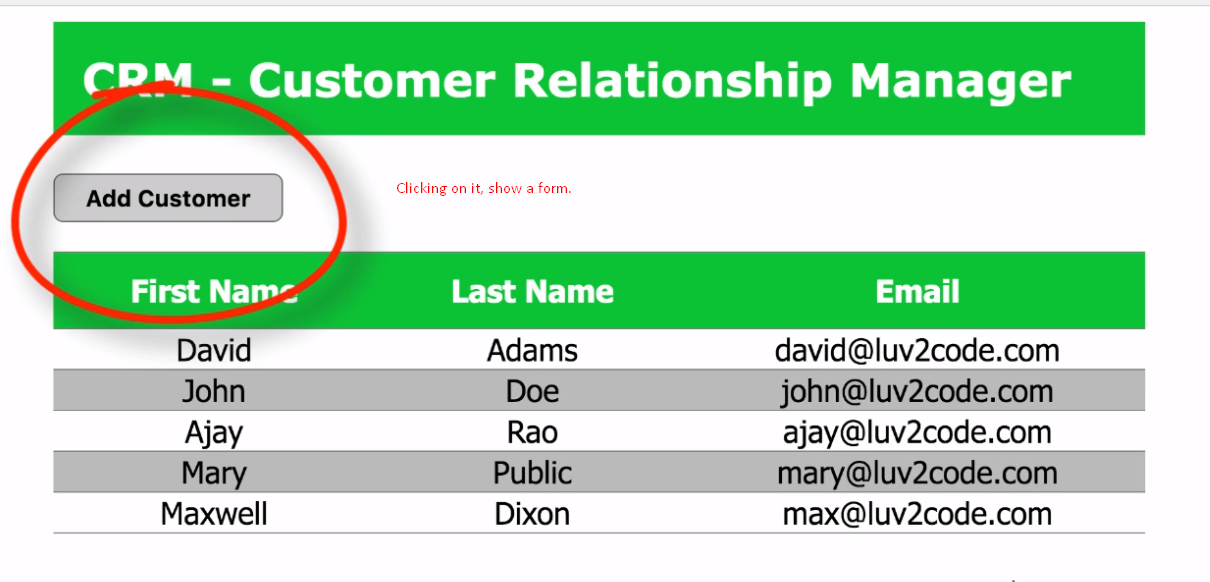 CRM - Customer Relationship Manager
Add Customer
Clicking on it, show a form.
First Name Last Name Email
David Adams david@luv2code.com
John Doe john@luv2code.com
Ajay Rao ajay@luv2code.com
Mary Public mary@luv2code.com
Maxwell Dixon max@luv2code.com